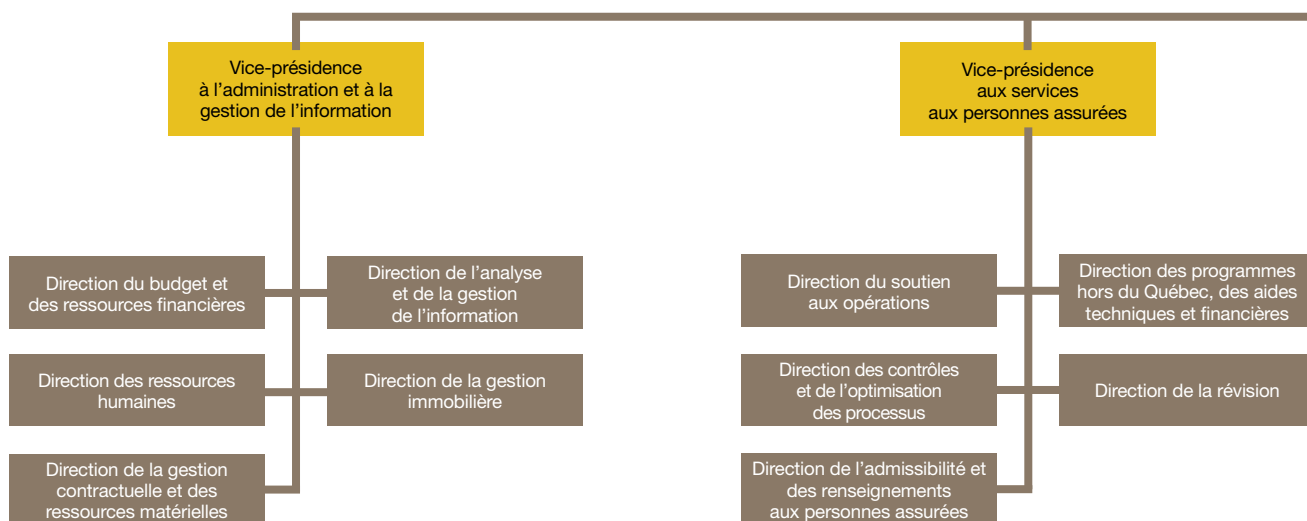 Vice-présidence
à l'administration et à la
gestion de l'information
Vice-présidence
aux services
aux personnes assurées
Direction du budget et
des ressources financières
Direction de l'analyse
et de la gestion
de l'information
Direction du soutien
aux opérations
Direction des programmes
hors du Québec, des aides
techniques et financières
Direction des ressources
humaines
Direction de la gestion
immobilière
Direction des contrôles
et de l'optimisation
des processus
Direction de la révision
Direction de la gestion
contractuelle et des
ressources matérielles
Direction de l'admissibilité et
des renseignements
aux personnes assurées